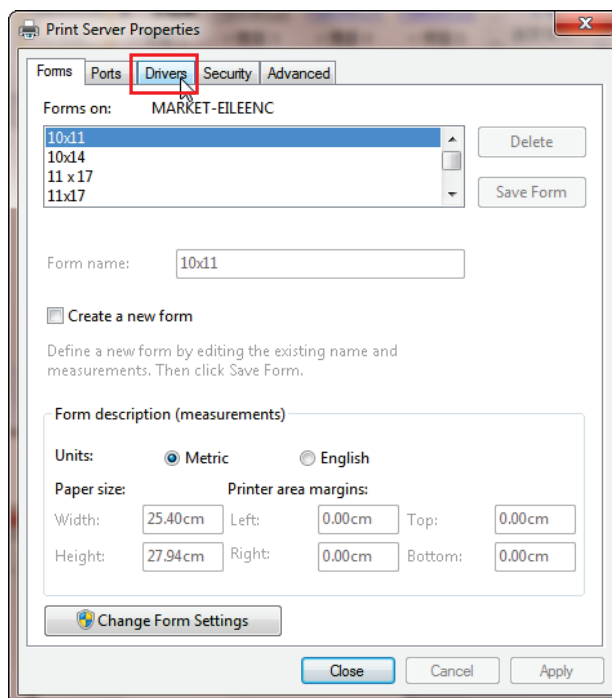 Print Server Properties
Forms Ports Drivers Security Advanced
Forms on: MARKET-EILEENC
10x11
10x14
11 x 17
11x17
Delete
Save Form
Form name: 10x11
Create a new form
Define a new form by editing the existing name and
measurements. Then click Save Form.
Form description (measurements)
Units: Metric English
Paper size: Printer area margins:
Width: 25.40cm Left: 0.00cm Top: 0.00cm
Height: 27.94cm Right: 0.00cm Bottom: 0.00cm
Change Form Settings
Close Cancel Apply